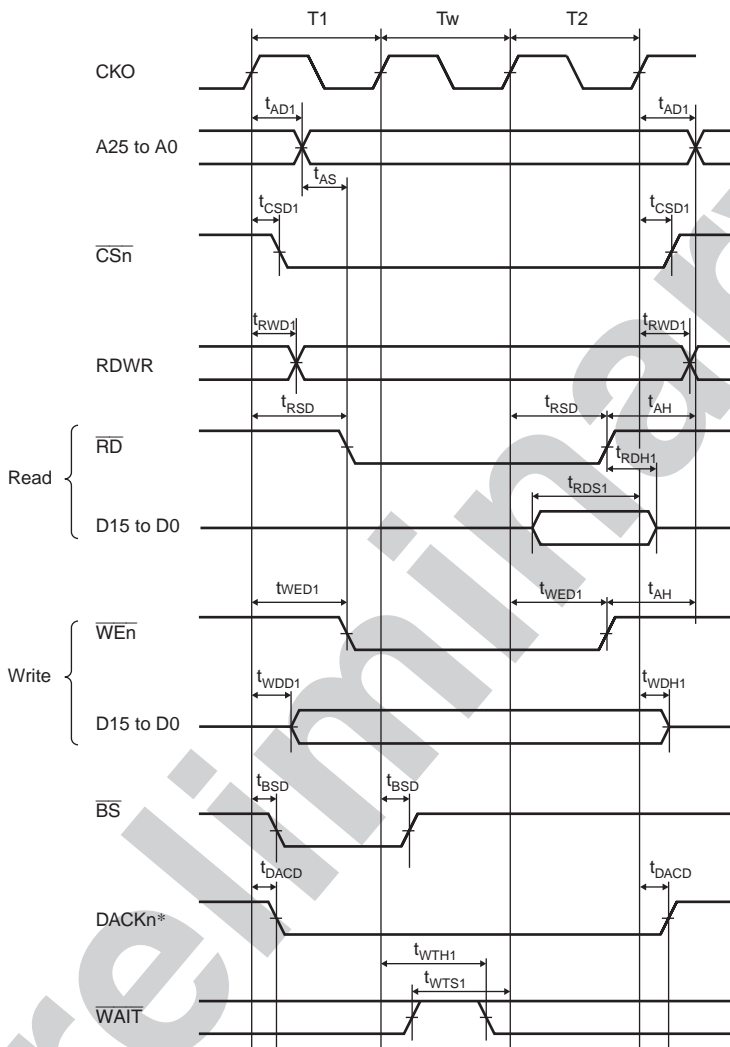 T1 Tw T2
CKO
tAD1 tAD1
A25 to A0
tAS
tCSD1 tCSD1
CSn
tRWD1 tRWD1
RDWR
tRSD tRSD tAH
RD
tRDH1
Read
tRDS1
D15 to D0
tWED1 tWED1 tAH
WEn
Write
tWDD1 tWDH1
D15 to D0
tBSD tBSD
BS
tDACD tDACD
DACKn*
tWTH1
tWTS1
WAIT
reliminary